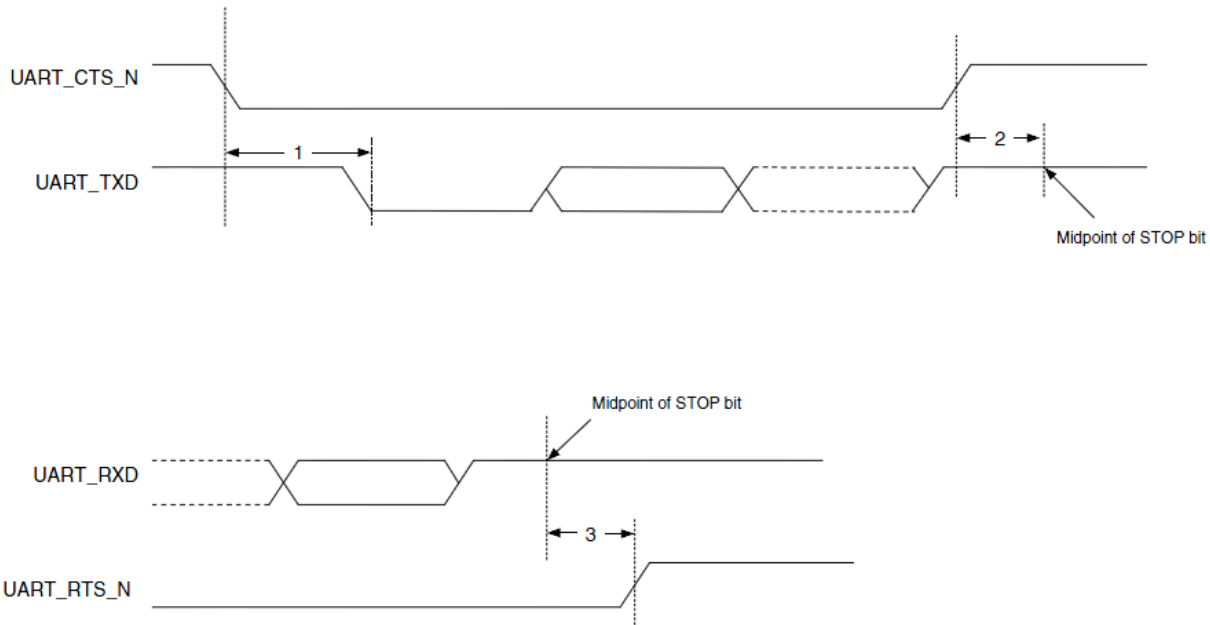 UART_CTS_N
1
2
UART_TXD
Midpoint of STOP bit
Midpoint of STOP bit
UART_RXD
3
UART_RTS_N